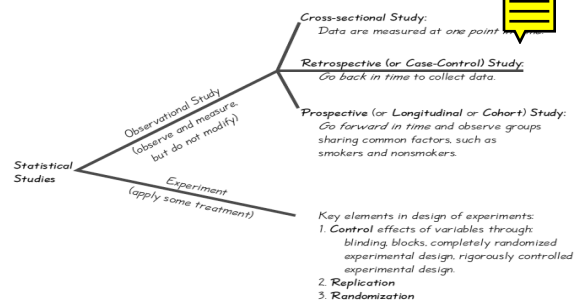 Cross-sectional Study:
Data are measured at one point in time.
Retrospective (or Case-Control) Study:
Go back in time to collect data.
Observational Study
(observe and measure,
but do not modify)
Prospective (or Longitudinal or Cohort) Study:
Go forward in time and observe groups
sharing common factors, such as
smokers and nonsmokers.
Statistical
Studies
Experiment
(apply some treatment)
Key elements in design of experiments:
1. Control effects of variables through:
blinding, blocks, completely randomized
experimental design, rigorously controlled
experimental design.
2. Replication
3. Randomization